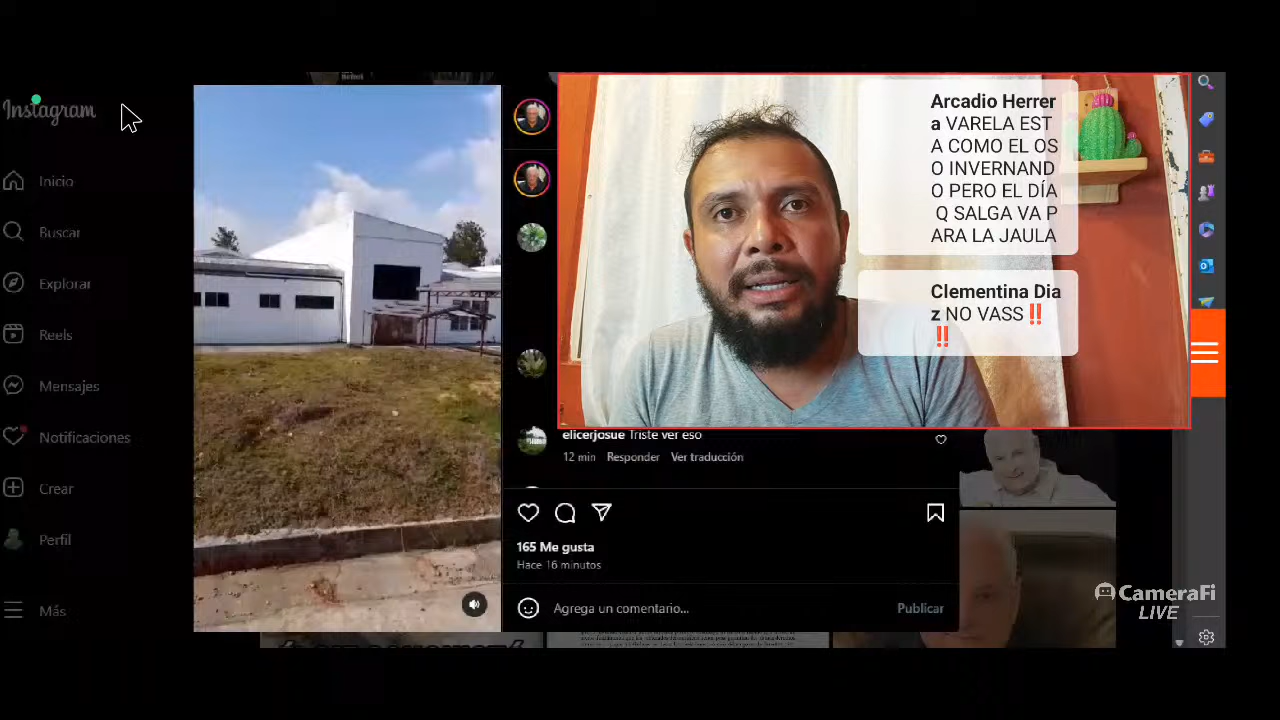 Instagram
Inicio
Buscar
Explorar
Reels
Mensajes
Notificaciones
Crear
Perfil
Más
Arcadio Herrer
a VARELA EST
A COMO EL OS
O INVERNAND
O PERO EL DÍA
Q SALGA VA P
ARA LA JAULA
Clementina Dia
z NO VASS‼️
‼️
elicerjosue Triste ver eso
12 min Responder Ver traducción
165 Me gusta
Hace 16 minutos
Agrega un comentario...
Publicar
CameraFi
LIVE